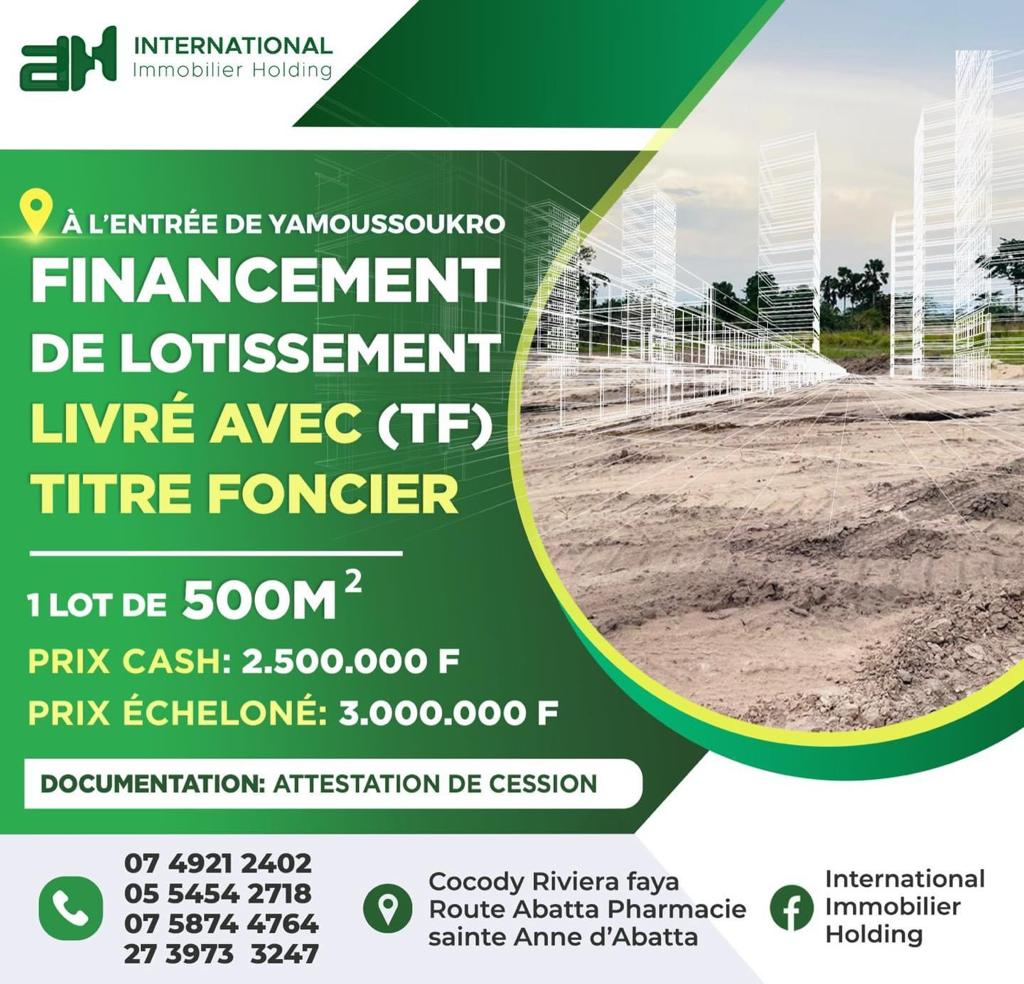 INTERNATIONAL
Immobilier Holding
À L'ENTRÉE DE YAMOUSSOUKRO
FINANCEMENT
DE LOTISSEMENT
LIVRÉ AVEC (TF)
TITRE FONCIER
1 LOT DE 500M²
PRIX CASH: 2.500.000 F
PRIX ÉCHELONÉ: 3.000.000 F
DOCUMENTATION: ATTESTATION DE CESSION
07 4921 2402
05 5454 2718
07 5874 4764
27 3973 3247
Cocody Riviera faya
Route Abatta Pharmacie
sainte Anne d'Abatta
International
Immobilier
Holding